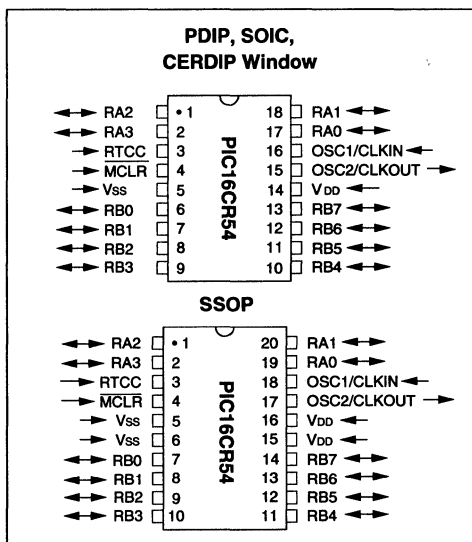 PDIP, SOIC,
CERDIP Window
RA2 •1 18 RA1
RA3 2 17 RA0
RTCC 3 16 OSC1/CLKIN
MCLR 4 15 OSC2/CLKOUT
Vss 5 14 VDD
RB0 6 13 RB7
RB1 7 12 RB6
RB2 8 11 RB5
RB3 9 10 RB4
PIC16CR54
SSOP
RA2 •1 20 RA1
RA3 2 19 RA0
RTCC 3 18 OSC1/CLKIN
MCLR 4 17 OSC2/CLKOUT
Vss 5 16 VDD
Vss 6 15 VDD
RB0 7 14 RB7
RB1 8 13 RB6
RB2 9 12 RB5
RB3 10 11 RB4
PIC16CR54